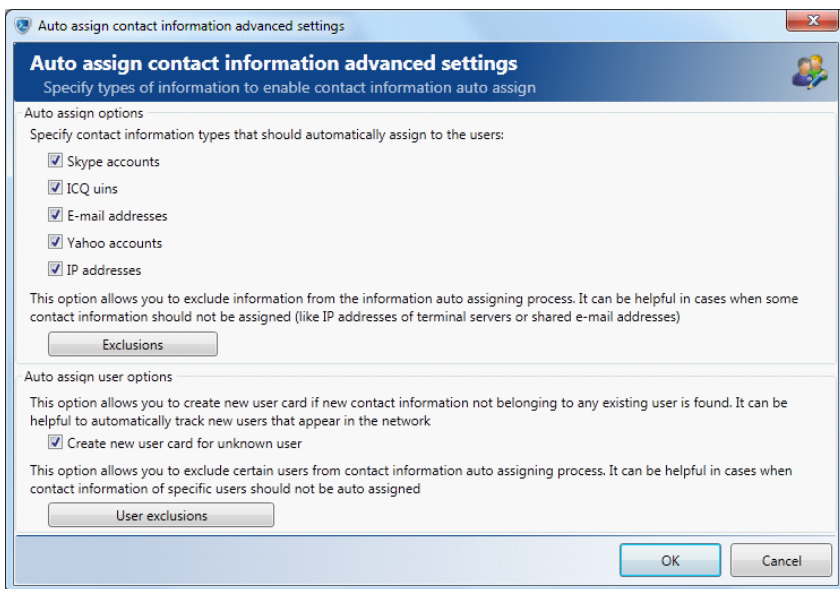 Auto assign contact information advanced settings
Auto assign contact information advanced settings
Specify types of information to enable contact information auto assign
Auto assign options
Specify contact information types that should automatically assign to the users:
Skype accounts
ICQ uins
E-mail addresses
Yahoo accounts
IP addresses
This option allows you to exclude information from the information auto assigning process. It can be helpful in cases when some
contact information should not be assigned (like IP addresses of terminal servers or shared e-mail addresses)
Exclusions
Auto assign user options
This option allows you to create new user card if new contact information not belonging to any existing user is found. It can be
helpful to automatically track new users that appear in the network
Create new user card for unknown user
This option allows you to exclude certain users from contact information auto assigning process. It can be helpful in cases when
contact information of specific users should not be auto assigned
User exclusions
OK
Cancel